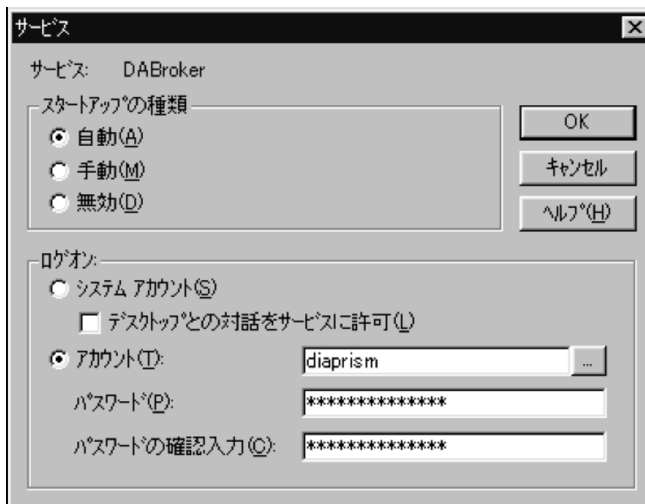 サービス
サービス: DABroker
スタートアップの種類
自動(A)
手動(M)
無効(D)
OK
キャンセル
ヘルプ(H)
ログオン:
システム アカウント(S)
デスクトップとの対話をサービスに許可(L)
アカウント(T): diaprism ...
パスワード(P): **************
パスワードの確認入力(C): **************